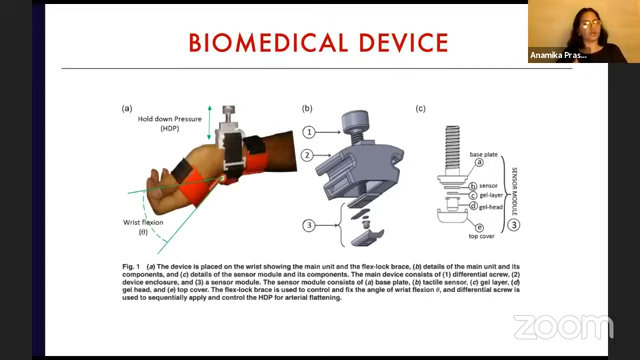 BIOMEDICAL DEVICE
Anamika Pras...
(a)
Hold down Pressure
(HDP)
Wrist flexion
(θ)
(b)
1
2
3
(c)
base plate
a
b sensor
c gel-layer
d gel-head
e
top cover
SENSOR MODULE
3
Fig. 1 (a) The device is placed on the wrist showing the main unit and the flex-lock brace, (b) details of the main unit and its
components, and (c) details of the sensor module and its components. The main device consists of (1) differential screw, (2)
device enclosure, and (3) a sensor module. The sensor module consists of (a) base plate, (b) tactile sensor, (c) gel layer, (d)
gel head, and (e) top cover. The flex-lock brace is used to control and fix the angle of wrist flexion θ, and differential screw is
used to sequentially apply and control the HDP for arterial flattening.
zoom